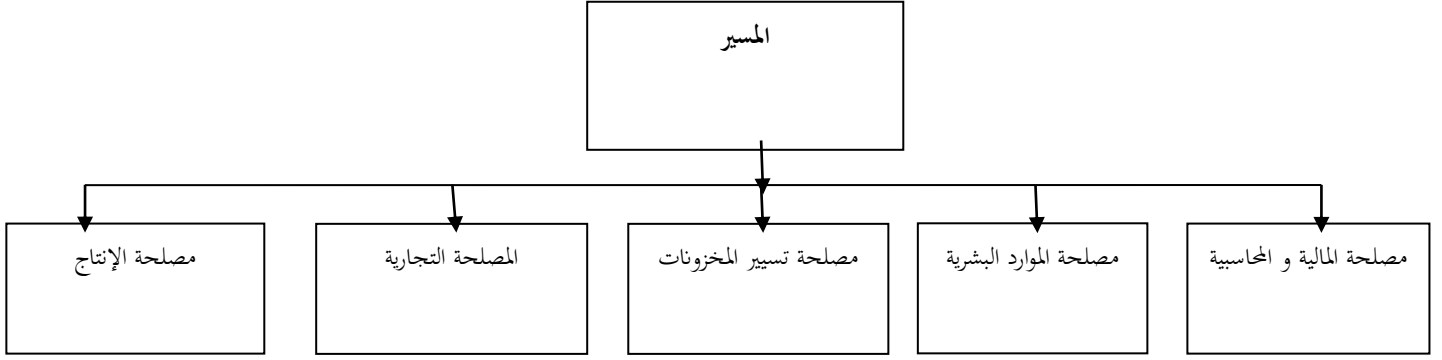 المسير
مصلحة المالية و المحاسبية
مصلحة الموارد البشرية
مصلحة تسيير المخزونات
المصلحة التجارية
مصلحة الإنتاج